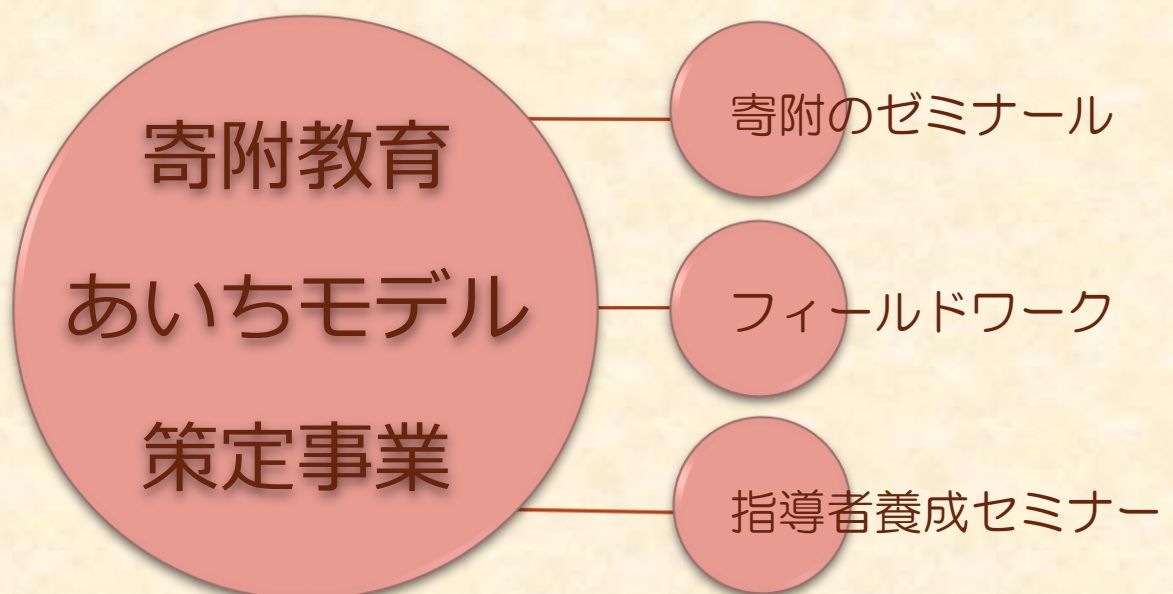 寄附教育
あいちモデル
策定事業
寄附のゼミナール
フィールドワーク
指導者養成セミナー